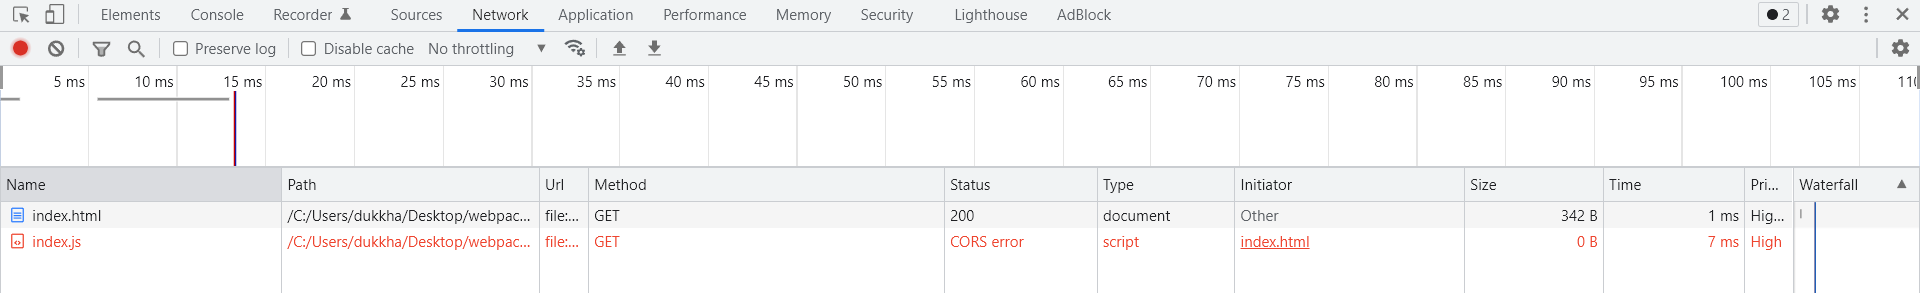 Elements Console Recorder Sources Network Application Performance Memory Security Lighthouse AdBlock 2
Preserve log Disable cache No throttling
5 ms 10 ms 15 ms 20 ms 25 ms 30 ms 35 ms 40 ms 45 ms 50 ms 55 ms 60 ms 65 ms 70 ms 75 ms 80 ms 85 ms 90 ms 95 ms 100 ms 105 ms
Name Path Url Method Status Type Initiator Size Time Pri... Waterfall
index.html /C:/Users/dukkha/Desktop/webpac... file:... GET 200 document Other 342 B 1 ms Hig...
index.js /C:/Users/dukkha/Desktop/webpac... file:... GET CORS error script index.html 0 B 7 ms High